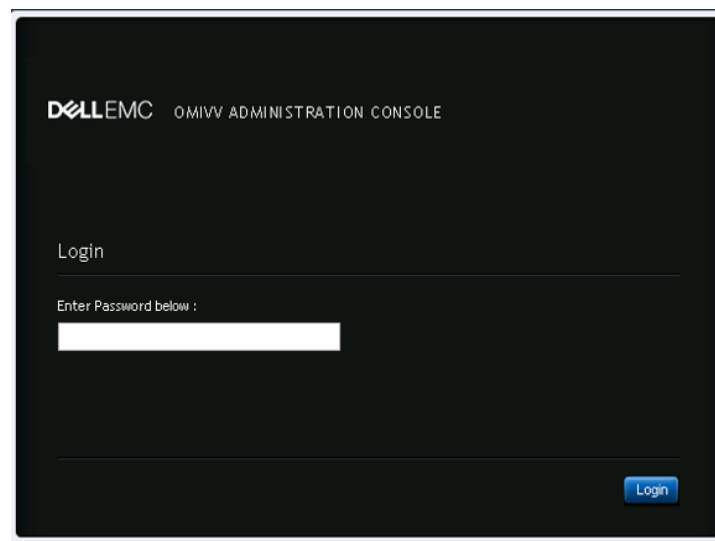 DELLEMC OMIVV ADMINISTRATION CONSOLE
Login
Enter Password below :
Login